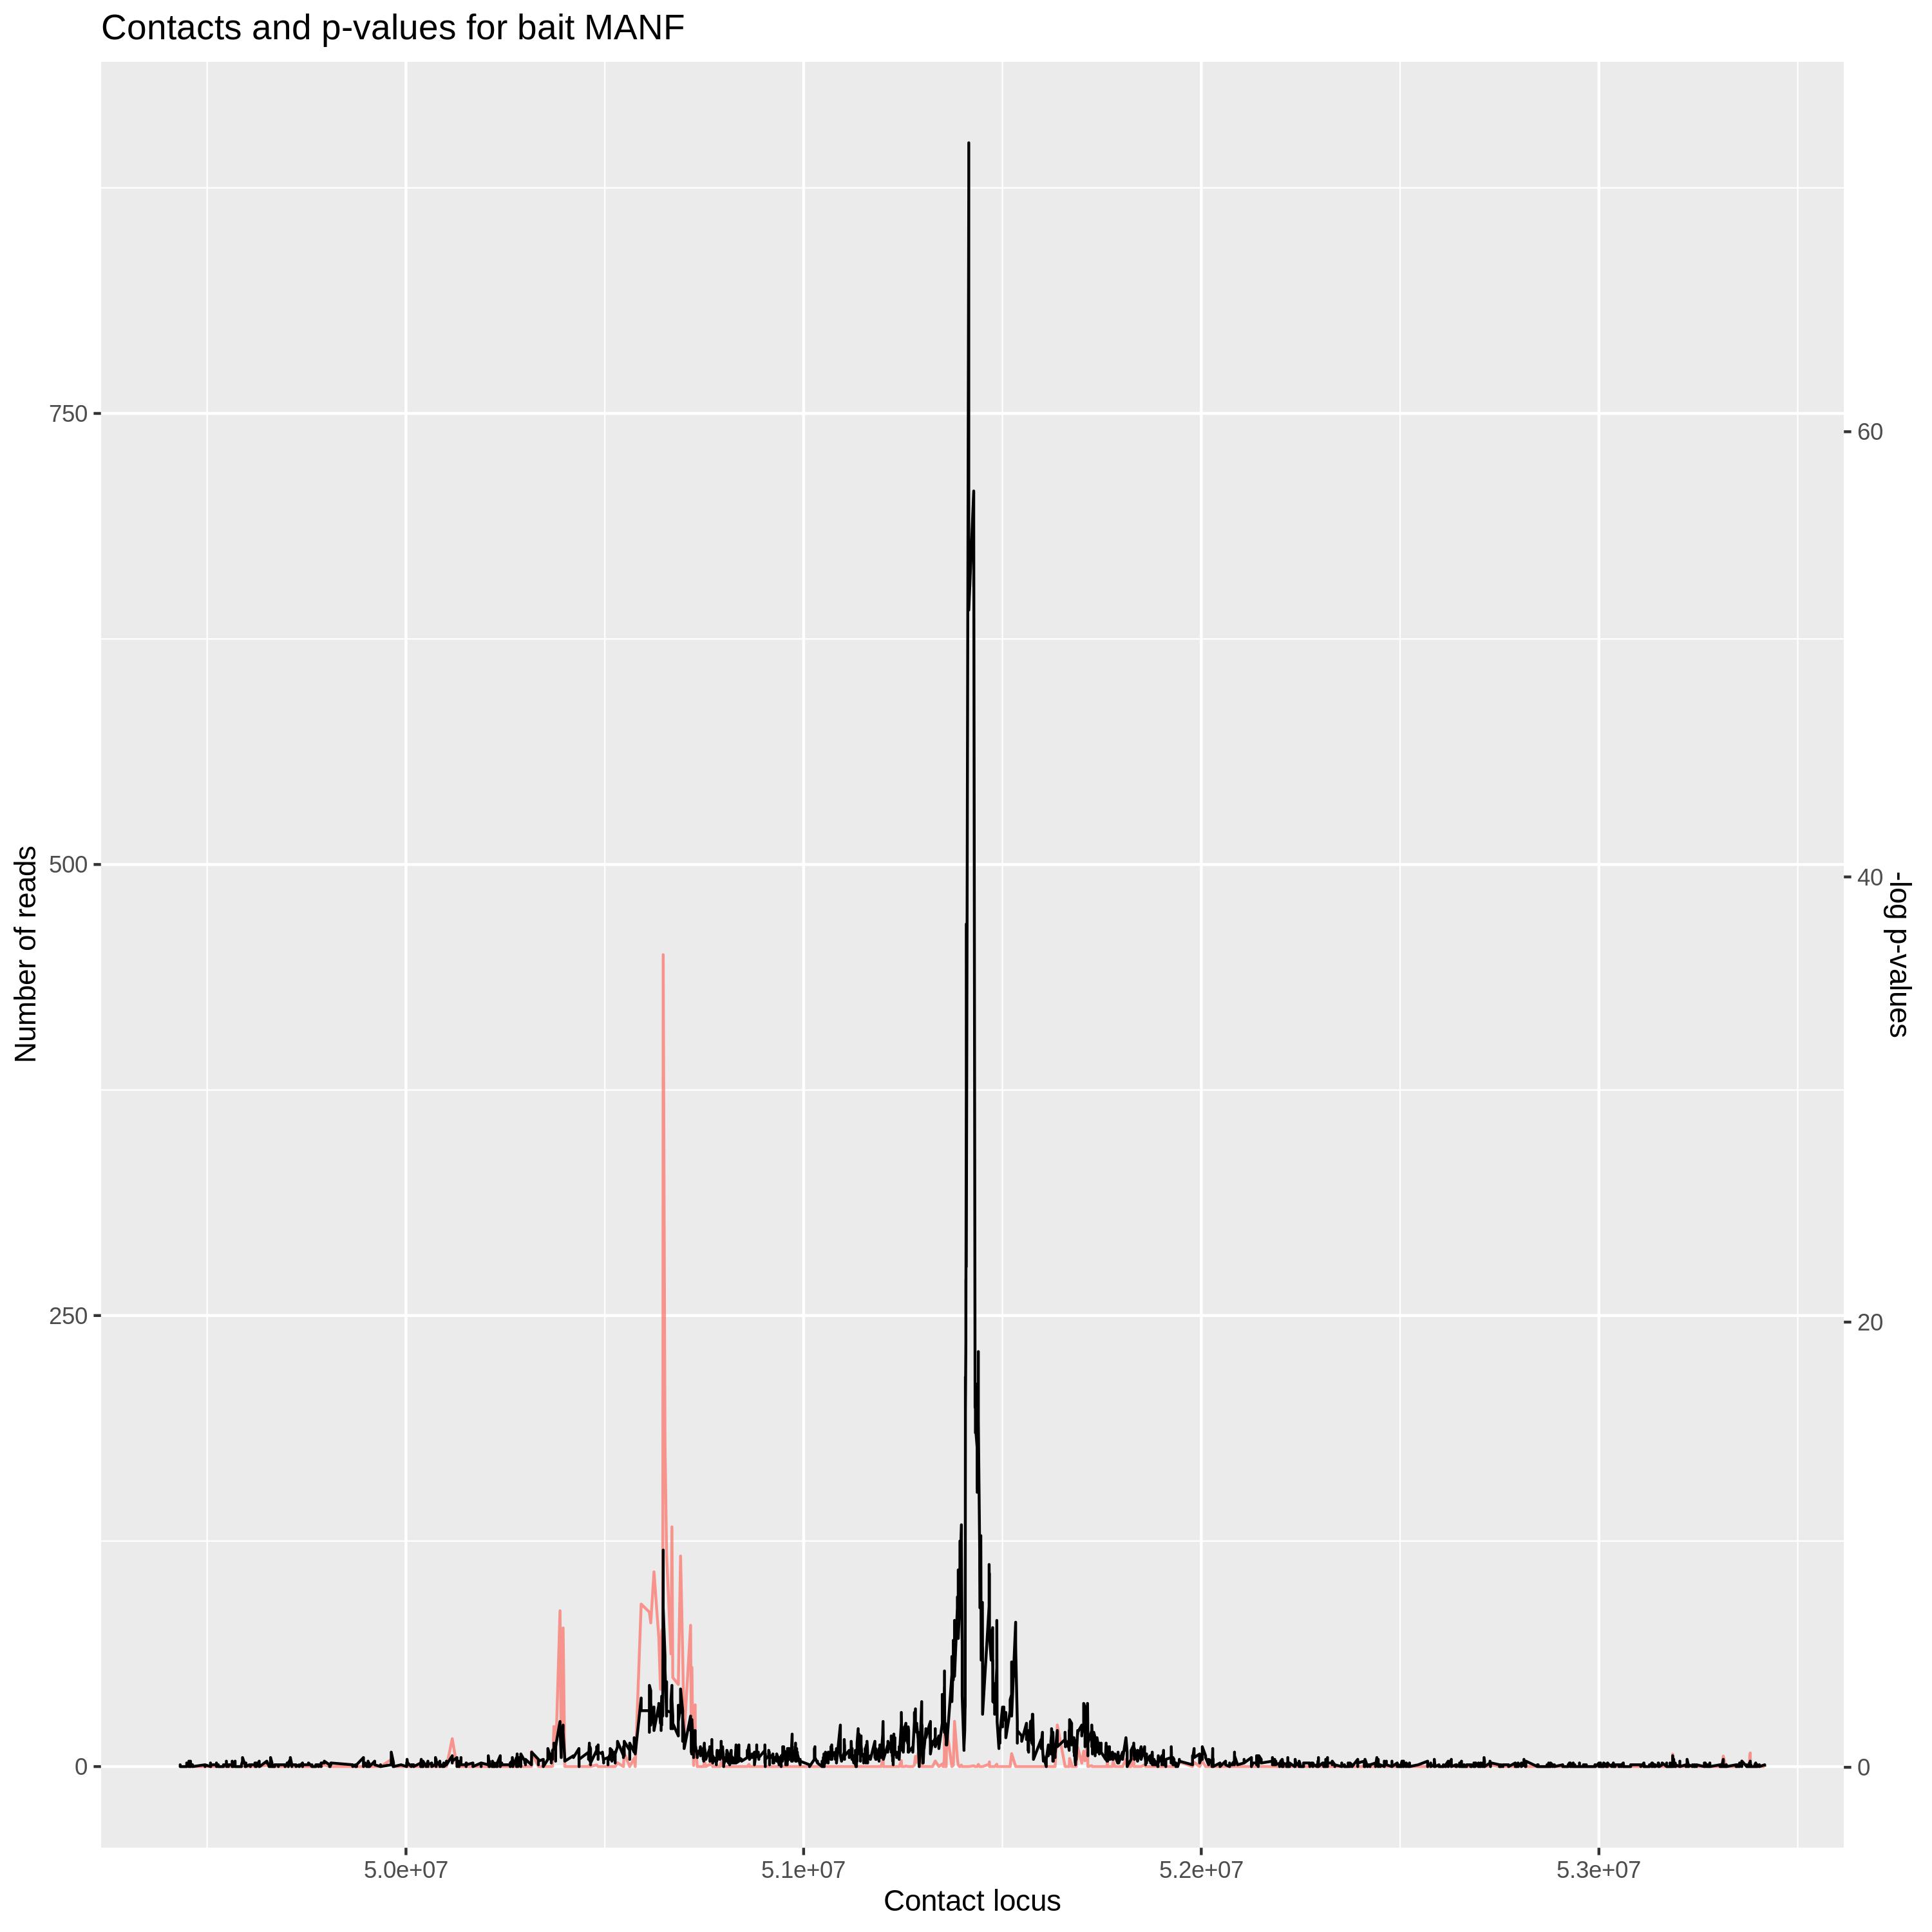 Contacts and p-values for bait MANF
750
500
250
0
Number of reads
60
40
20
0
-log p-values
5.0e+07
5.1e+07
5.2e+07
5.3e+07
Contact locus